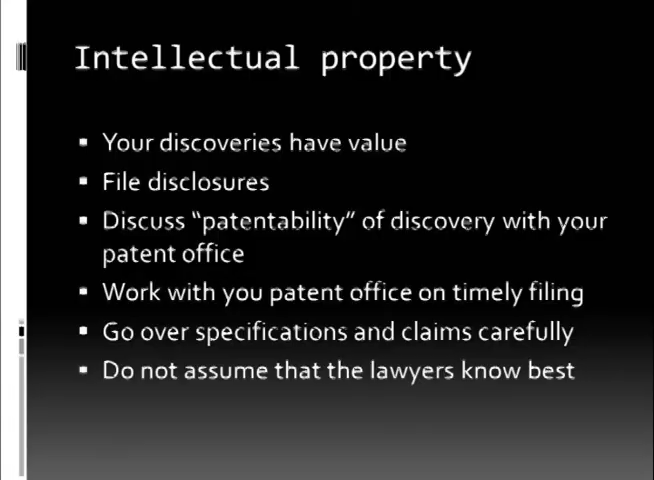 Intellectual property
▪ Your discoveries have value
▪ File disclosures
▪ Discuss “patentability” of discovery with your
patent office
▪ Work with you patent office on timely filing
▪ Go over specifications and claims carefully
▪ Do not assume that the lawyers know best